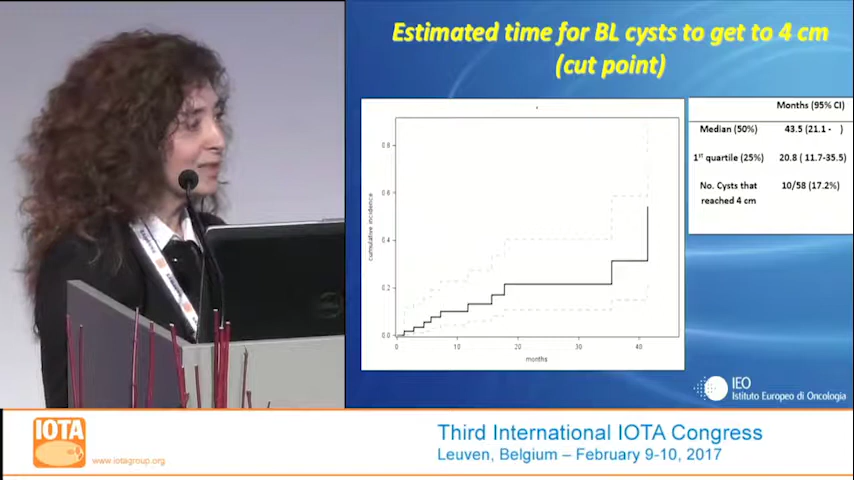 Estimated time for BL cysts to get to 4 cm
(cut point)
Months (95% CI)
Median (50%) 43.5 (21.1 - )
1ST quartile (25%) 20.8 ( 11.7-35.5)
No. Cysts that 10/58 (17.2%)
reached 4 cm
cumulative incidence
0.8
0.6
0.4
0.2
0.0
0 10 20 30 40
months
IEO
Istituto Europeo di Oncologia
IOTA
www.iotagroup.org
Third International IOTA Congress
Leuven, Belgium – February 9-10, 2017